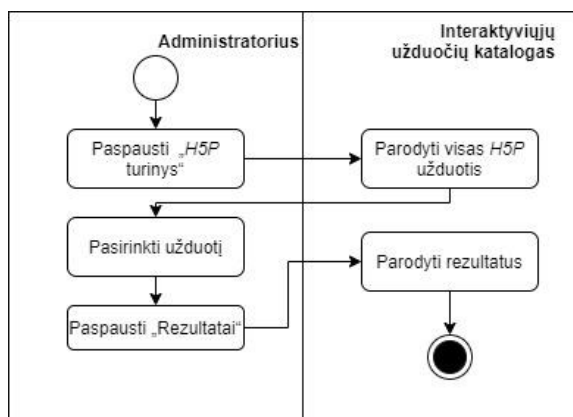 Administratorius
Interaktyviųjų
užduočių katalogas
Paspausti „H5P
turinys“
Parodyti visas H5P
užduotis
Pasirinkti užduotį
Paspausti „Rezultatai“
Parodyti rezultatus